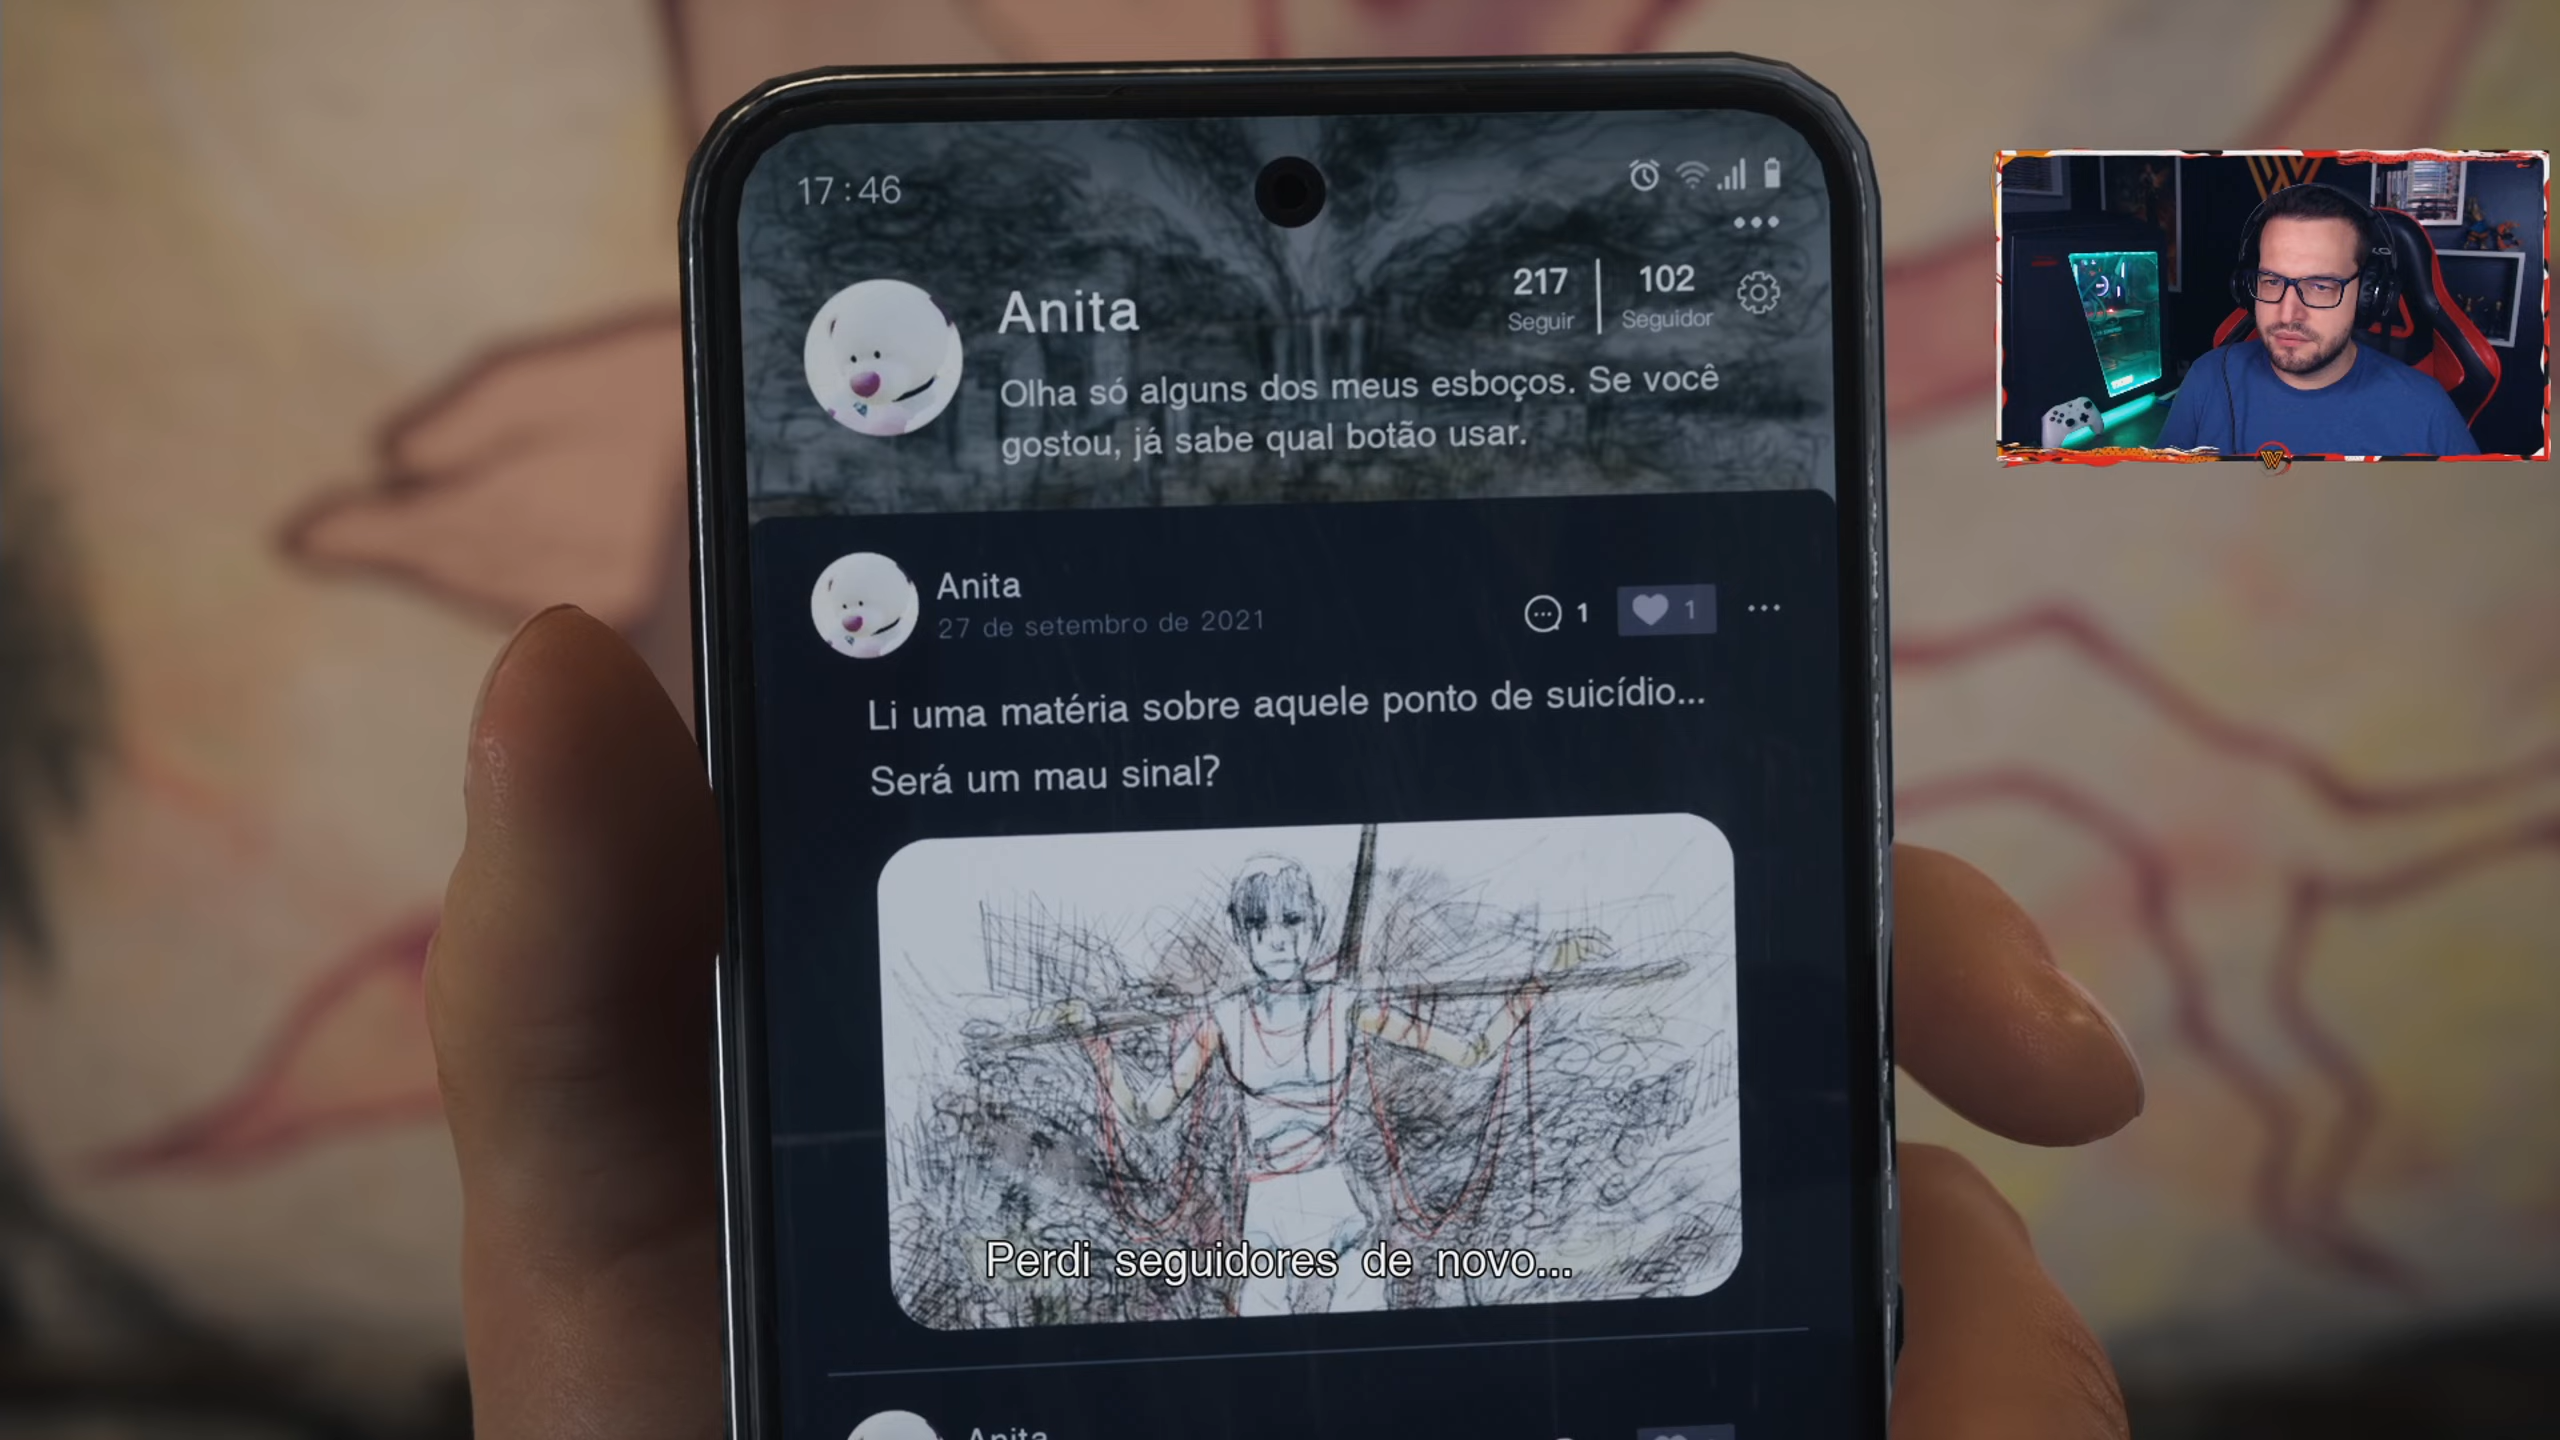 17:46
Anita
217
Seguir
102
Seguidor
Olha só alguns dos meus esboços. Se você
gostou, já sabe qual botão usar.
Anita
27 de setembro de 2021
1
1
Li uma matéria sobre aquele ponto de suicídio...
Será um mau sinal?
Perdi seguidores de novo...
Anita